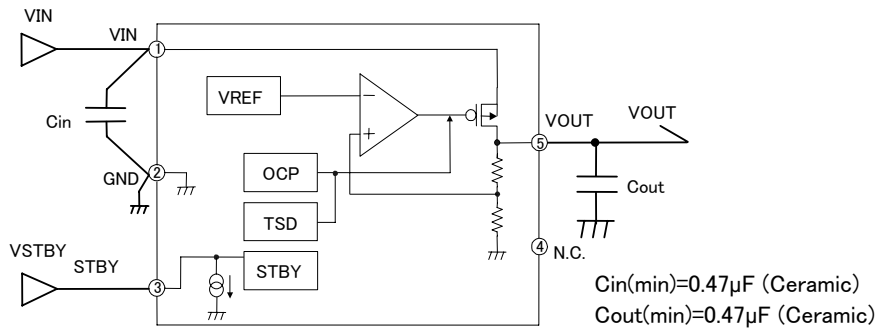 VIN
VIN
1
VREF
−
+
Cin
VOUT
VOUT
5
2
GND
OCP
Cout
TSD
4
N.C.
VSTBY
STBY
3
STBY
Cin(min)=0.47μF (Ceramic)
Cout(min)=0.47μF (Ceramic)